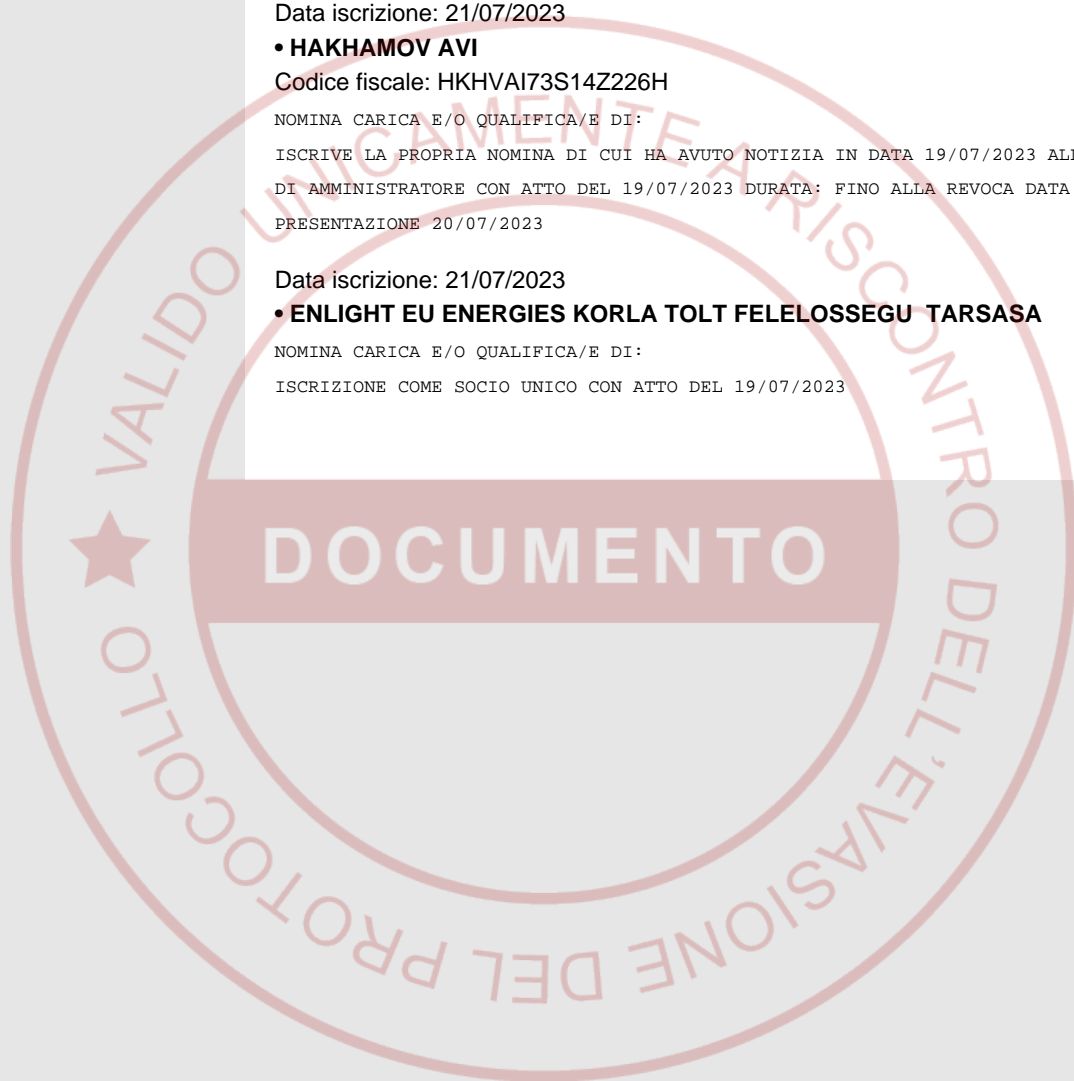 Data iscrizione: 21/07/2023
• HAKHAMOV AVI
Codice fiscale: HKHVAI73S14Z226H
NOMINA CARICA E/O QUALIFICA/E DI:
ISCRIVE LA PROPRIA NOMINA DI CUI HA AVUTO NOTIZIA IN DATA 19/07/2023
DI AMMINISTRATORE CON ATTO DEL 19/07/2023 DURATA: FINO ALLA REVOCA DATA
PRESENTAZIONE 20/07/2023
Data iscrizione: 21/07/2023
• ENLIGHT EU ENERGIES KORLA TOLT FELELOSSEGU TARSASA
NOMINA CARICA E/O QUALIFICA/E DI:
ISCRIZIONE COME SOCIO UNICO CON ATTO DEL 19/07/2023
VALIDO UNICAMENTE A RISCONTRO DELL'EVASIONE DEL PROTOCOLLO
DOCUMENTO